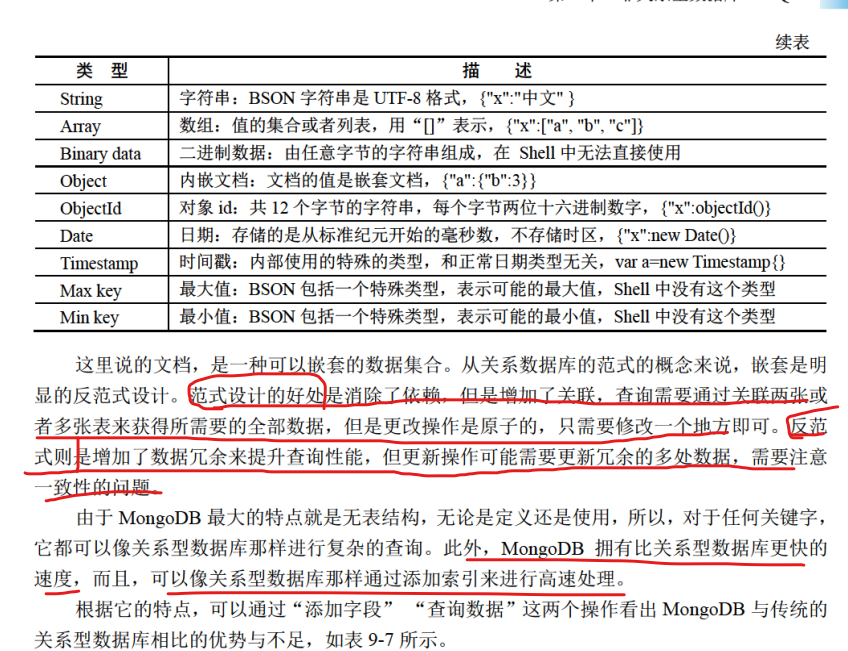 续表
类 型 描 述
String 字符串：BSON 字符串是 UTF-8 格式，{"x":"中文" }
Array 数组：值的集合或者列表，用“[]”表示，{"x":["a", "b", "c"]}
Binary data 二进制数据：由任意字节的字符串组成，在 Shell 中无法直接使用
Object 内嵌文档：文档的值是嵌套文档，{"a":{"b":3}}
ObjectId 对象 id：共 12 个字节的字符串，每个字节两位十六进制数字，{"x":objectId()}
Date 日期：存储的是从标准纪元开始的毫秒数，不存储时区，{"x":new Date()}
Timestamp 时间戳：内部使用的特殊的类型，和正常日期类型无关，var a=new Timestamp{}
Max key 最大值：BSON 包括一个特殊类型，表示可能的最大值，Shell 中没有这个类型
Min key 最小值：BSON 包括一个特殊类型，表示可能的最小值，Shell 中没有这个类型
这里说的文档，是一种可以嵌套的数据集合。从关系数据库的范式的概念来说，嵌套是明
显的反范式设计。范式设计的好处是消除了依赖，但是增加了关联，查询需要通过关联两张或
者多张表来获得所需要的全部数据，但是更改操作是原子的，只需要修改一个地方即可。反范
式则是增加了数据冗余来提升查询性能，但更新操作可能需要更新冗余的多处数据，需要注意
一致性的问题。
由于 MongoDB 最大的特点就是无表结构，无论是定义还是使用，所以，对于任何关键字，
它都可以像关系型数据库那样进行复杂的查询。此外，MongoDB 拥有比关系型数据库更快的
速度，而且，可以像关系型数据库那样通过添加索引来进行高速处理。
根据它的特点，可以通过“添加字段” “查询数据”这两个操作看出 MongoDB 与传统的
关系型数据库相比的优势与不足，如表 9-7 所示。